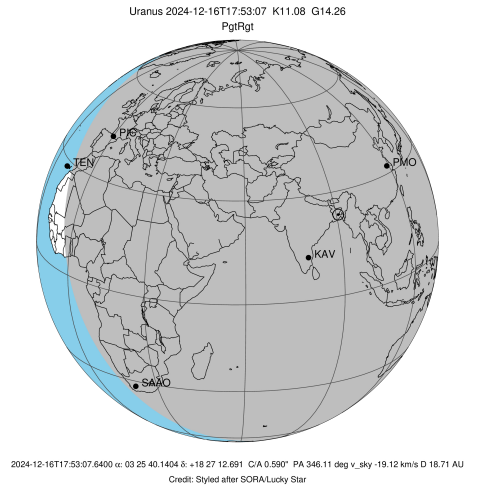 Uranus 2024-12-16T17:53:07 K11.08 G14.26
PgtRgt
PIC
TEN
PMO
KAV
SAAO
2024-12-16T17:53:07.6400 α: 03 25 40.1404 δ: +18 27 12.691 C/A 0.590" PA 346.11 deg v_sky -19.12 km/s D 18.71 AU
Credit: Styled after SORA/Lucky Star